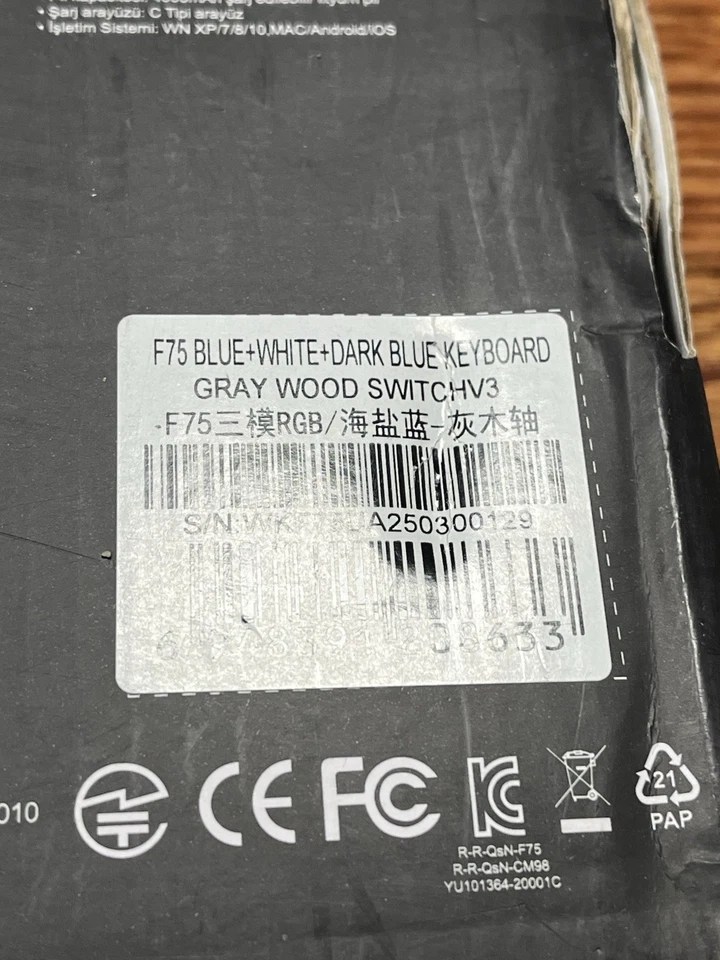 • Şarj arayüzü: C Tipi arayüz
• İşletim Sistemi: WN XP/7/8/10,MAC/Android/IOS
F75 BLUE+WHITE+DARK BLUE KEYBOARD
GRAY WOOD SWITCHV3
-F75三模RGB/海盐蓝-灰木轴
S/N:
010
CE FC
21
PAP
R-R-QsN-F75
R-R-QsN-CM98
YU101364-20001C